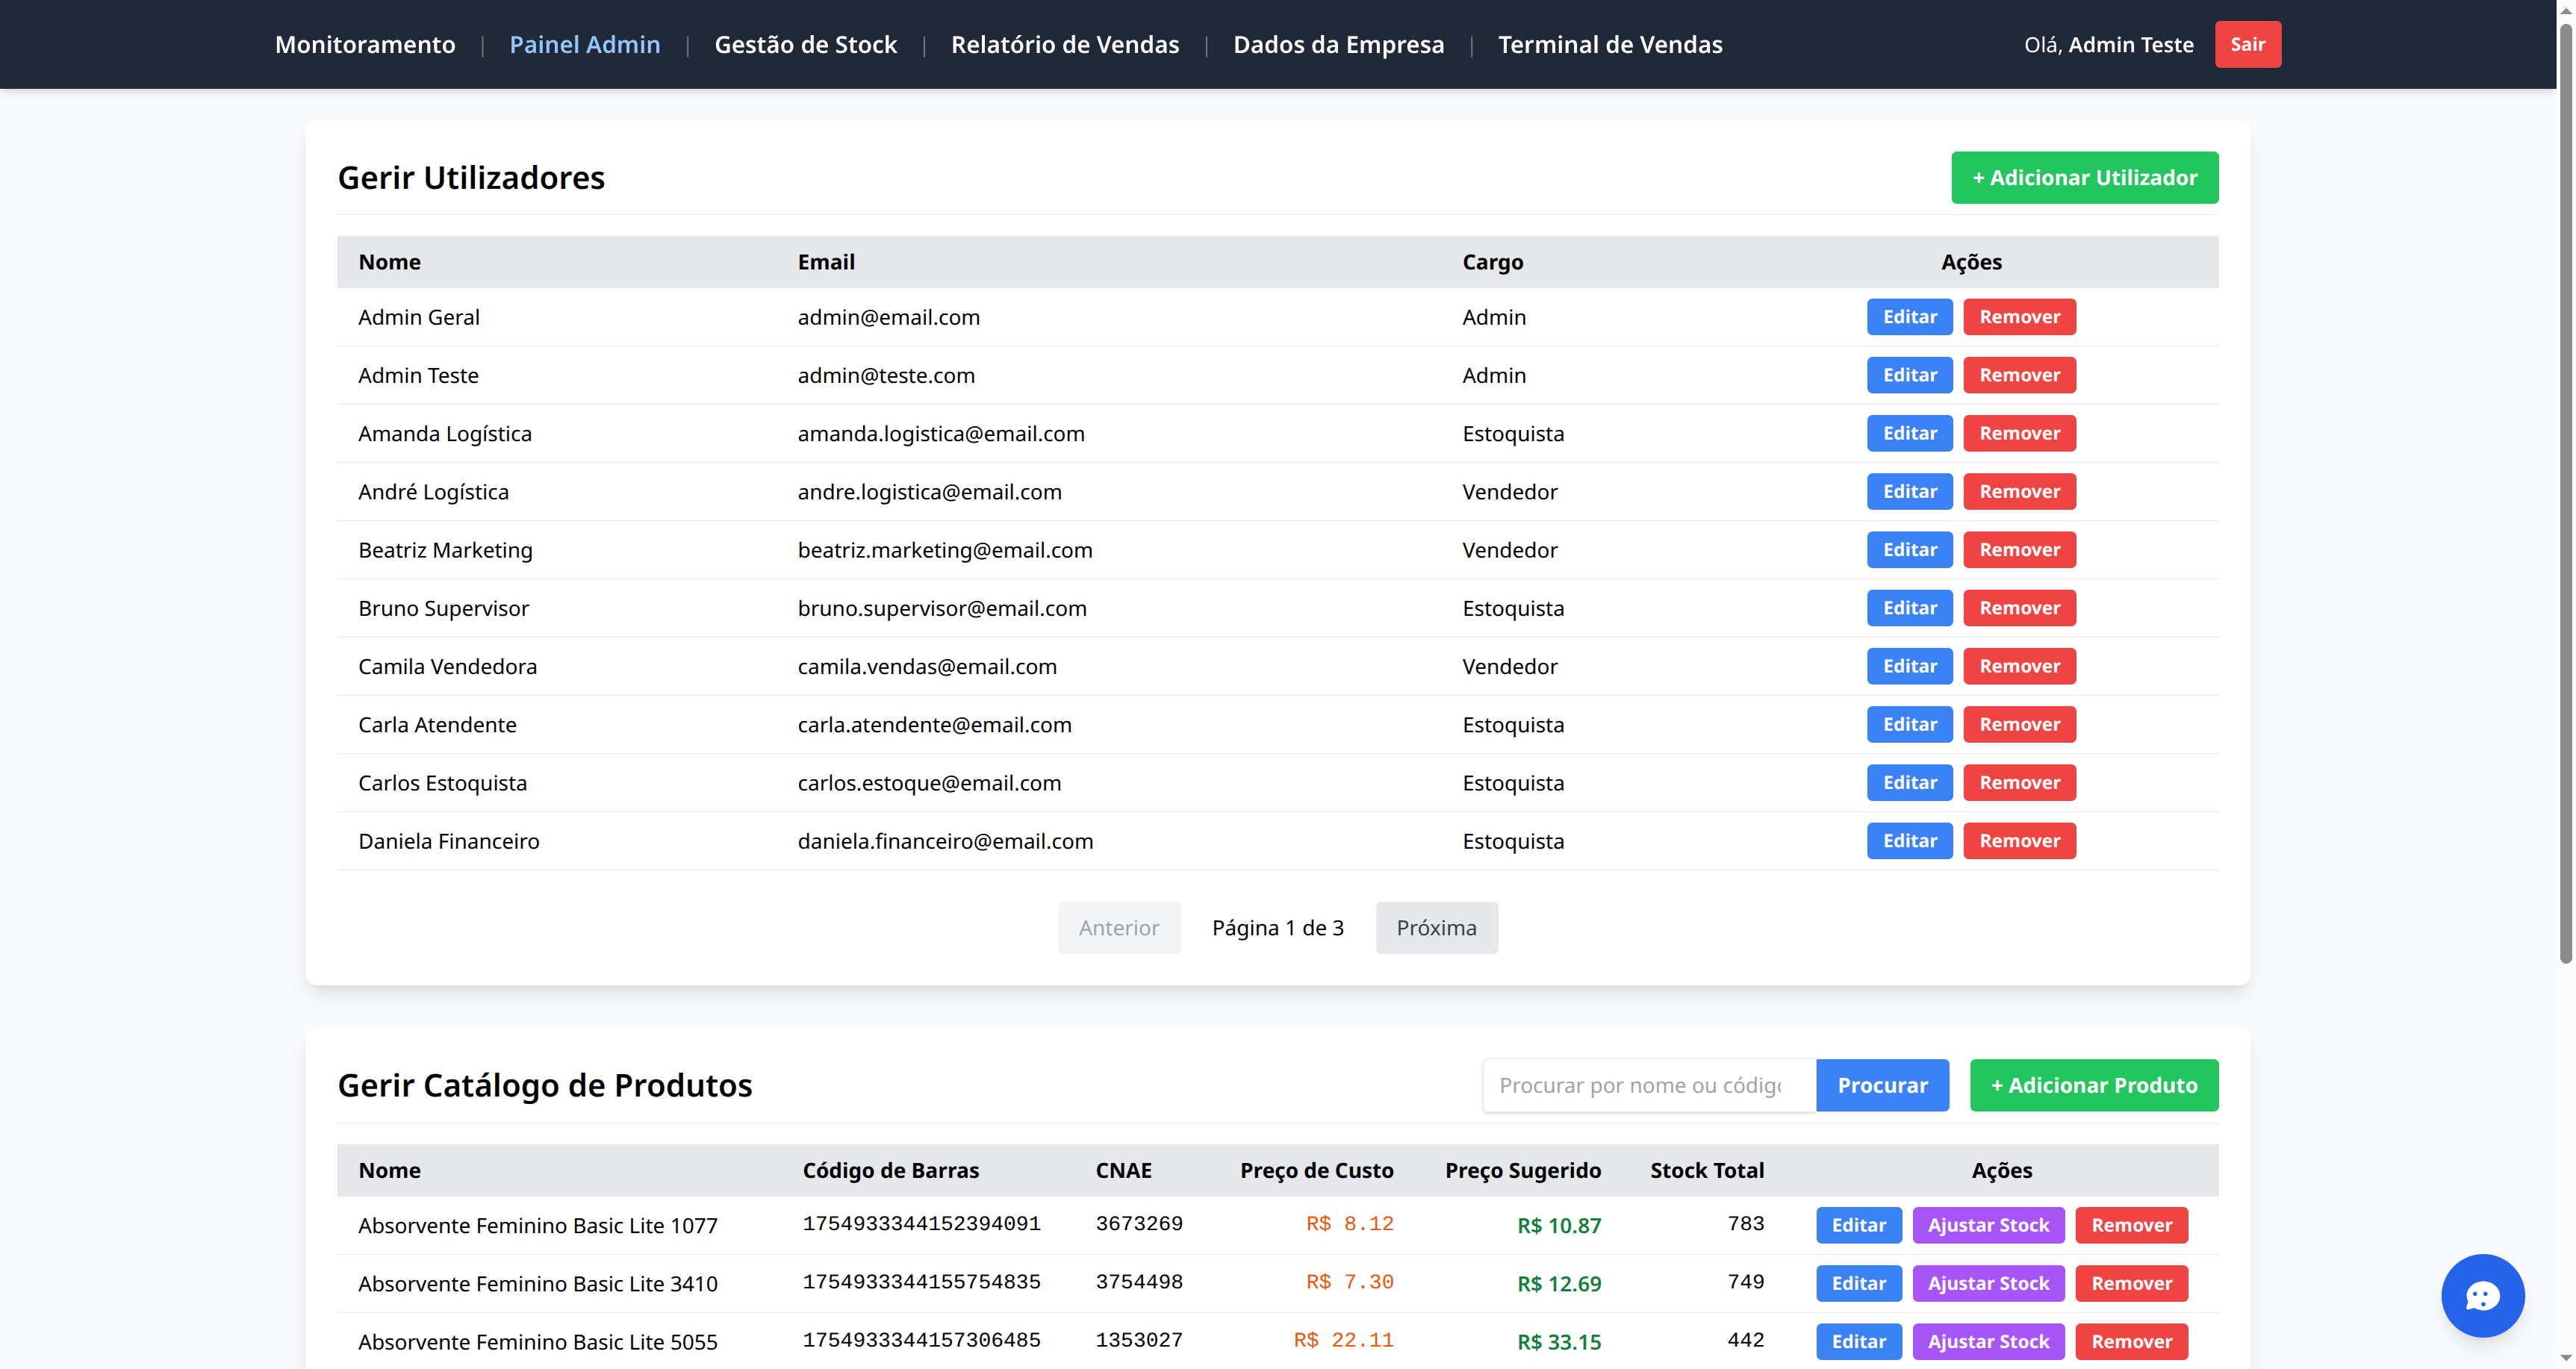 Monitoramento | Painel Admin | Gestão de Stock | Relatório de Vendas | Dados da Empresa | Terminal de Vendas Olá, Admin Teste Sair
Gerir Utilizadores + Adicionar Utilizador
Nome Email Cargo Ações
Admin Geral admin@email.com Admin Editar Remover
Admin Teste admin@teste.com Admin Editar Remover
Amanda Logística amanda.logistica@email.com Estoquista Editar Remover
André Logística andre.logistica@email.com Vendedor Editar Remover
Beatriz Marketing beatriz.marketing@email.com Vendedor Editar Remover
Bruno Supervisor bruno.supervisor@email.com Estoquista Editar Remover
Camila Vendedora camila.vendas@email.com Vendedor Editar Remover
Carla Atendente carla.atendente@email.com Estoquista Editar Remover
Carlos Estoquista carlos.estoque@email.com Estoquista Editar Remover
Daniela Financeiro daniela.financeiro@email.com Estoquista Editar Remover
Anterior Página 1 de 3 Próxima
Gerir Catálogo de Produtos Procurar por nome ou códig Procurar + Adicionar Produto
Nome Código de Barras CNAE Preço de Custo Preço Sugerido Stock Total Ações
Absorvente Feminino Basic Lite 1077 1754933344152394091 3673269 R$ 8.12 R$ 10.87 783 Editar Ajustar Stock Remover
Absorvente Feminino Basic Lite 3410 1754933344155754835 3754498 R$ 7.30 R$ 12.69 749 Editar Ajustar Stock Remover
Absorvente Feminino Basic Lite 5055 1754933344157306485 1353027 R$ 22.11 R$ 33.15 442 Editar Ajustar Stock Remover